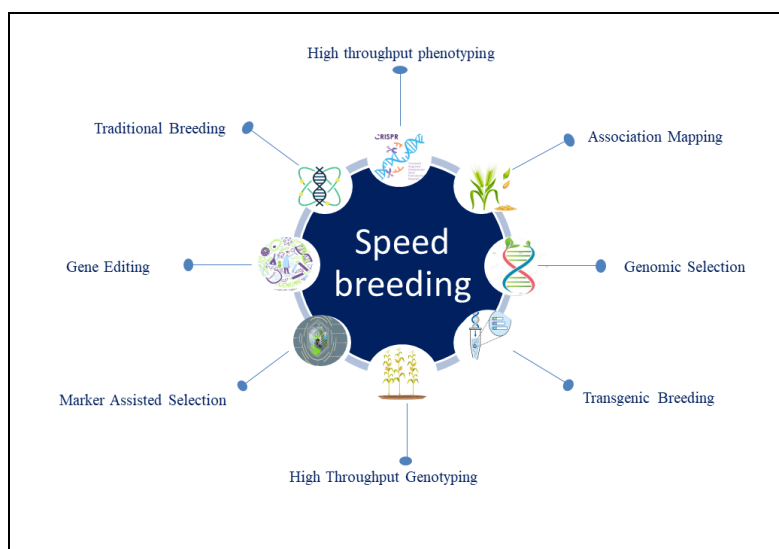 High throughput phenotyping
Traditional Breeding
CRISPR
Association Mapping
Speed
breeding
Gene Editing
Genomic Selection
Marker Assisted Selection
Transgenic Breeding
High Throughput Genotyping